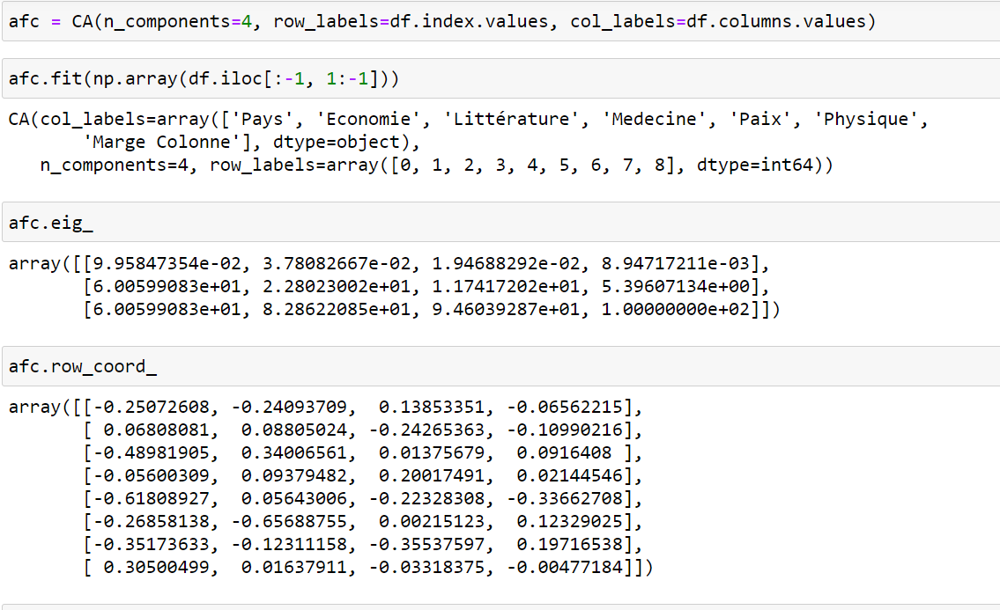 afc = CA(n_components=4, row_labels=df.index.values, col_labels=df.columns.values)
afc.fit(np.array(df.iloc[:-1, 1:-1]))
CA(col_labels=array(['Pays', 'Economie', 'Littérature', 'Medecine', 'Paix', 'Physique',
       'Marge Colonne'], dtype=object),
   n_components=4, row_labels=array([0, 1, 2, 3, 4, 5, 6, 7, 8], dtype=int64))
afc.eig_
array([[9.95847354e-02, 3.78082667e-02, 1.94688292e-02, 8.94717211e-03],
       [6.00599083e+01, 2.28023002e+01, 1.17417202e+01, 5.39607134e+00],
       [6.00599083e+01, 8.28622085e+01, 9.46039287e+01, 1.00000000e+02]])
afc.row_coord_
array([[-0.25072608, -0.24093709,  0.13853351, -0.06562215],
       [ 0.06808081,  0.08805024, -0.24265363, -0.10990216],
       [-0.48981905,  0.34006561,  0.01375679,  0.0916408 ],
       [-0.05600309,  0.09379482,  0.20017491,  0.02144546],
       [-0.61808927,  0.05643006, -0.22328308, -0.33662708],
       [-0.26858138, -0.65688755,  0.00215123,  0.12329025],
       [-0.35173633, -0.12311158, -0.35537597,  0.19716538],
       [ 0.30500499,  0.01637911, -0.03318375, -0.00477184]])